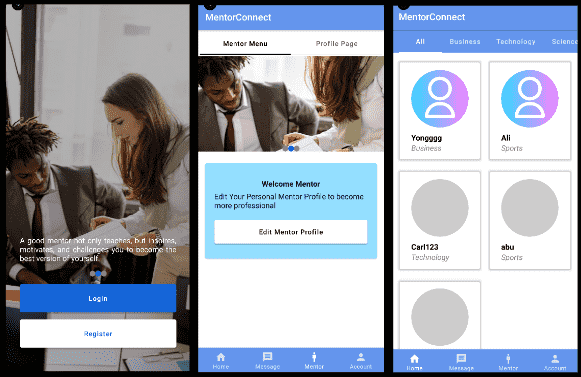 A good mentor not only teaches, but inspires,
motivates, and challenges you to become the
best version of yourself.
Login
Register
MentorConnect
Mentor Menu
Profile Page
Welcome Mentor
Edit Your Personal Mentor Profile to become
more professional
Edit Mentor Profile
Home
Message
Mentor
Account
MentorConnect
All
Business
Technology
Science
Yongggg
Business
Ali
Sports
Carl123
Technology
abu
Sports
Home
Message
Mentor
Account